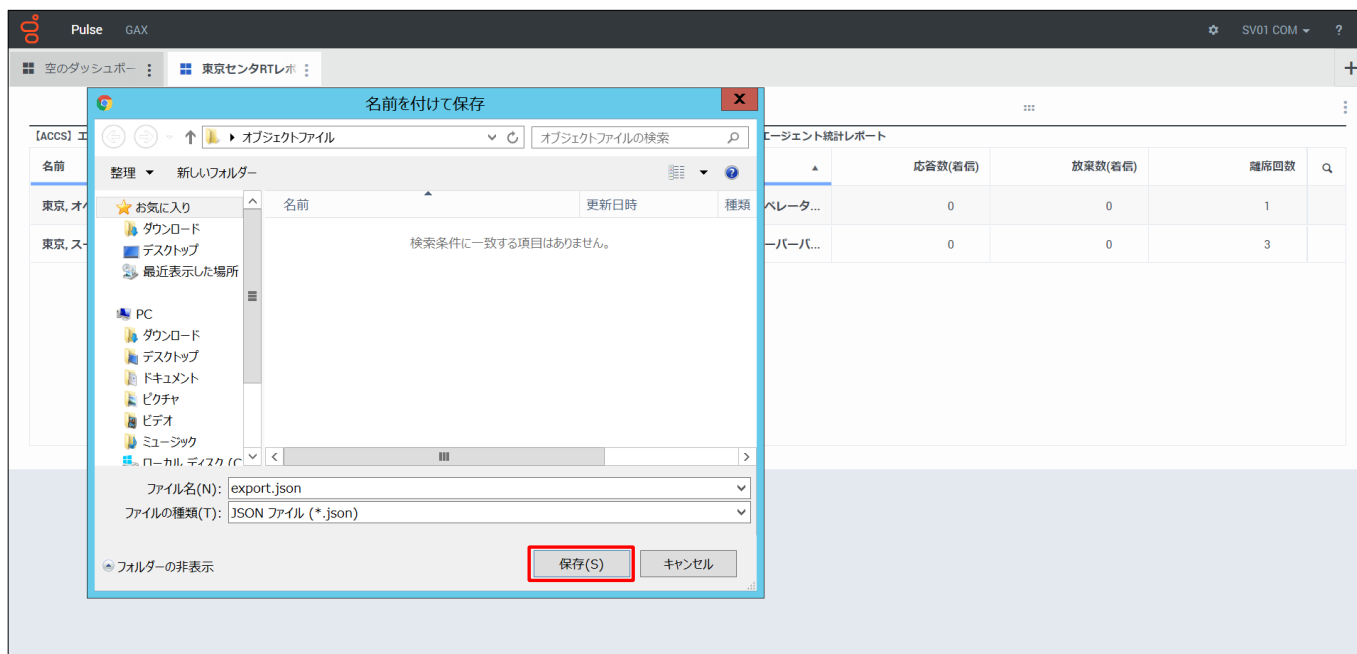 Pulse GAX SV01 COM ?
空のダッシュボー 東京センタRTレポ +
名前を付けて保存 x
【ACCS】エ エージェント統計レポート
オブジェクトファイル オブジェクトファイルの検索
名前 応答数(着信) 放棄数(着信) 離席回数
整理 新しいフォルダー ?
お気に入り 名前 更新日時 種類
東京, オペ ペレータ... 0 0 1
ダウンロード
検索条件に一致する項目はありません。
東京, スー ーパーバ... 0 0 3
デスクトップ
最近表示した場所
PC
ダウンロード
デスクトップ
ドキュメント
ピクチャ
ビデオ
ミュージック
ローカル ディスク (C
ファイル名(N): export.json
ファイルの種類(T): JSON ファイル (*.json)
フォルダーの非表示 保存(S) キャンセル